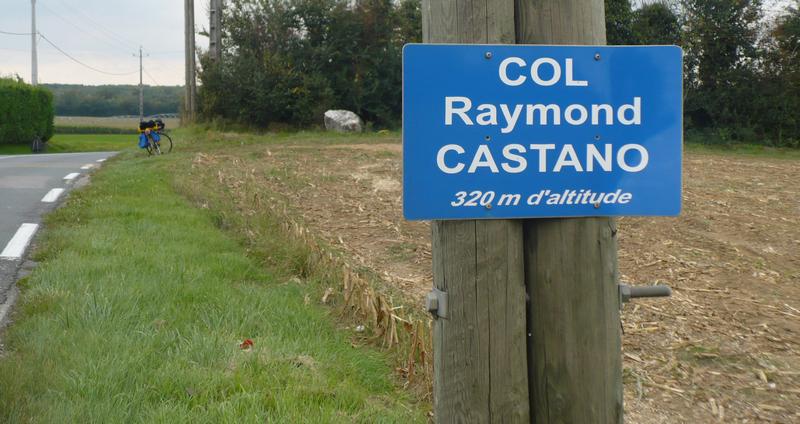 COL
Raymond
CASTANO
320 m d'altitude